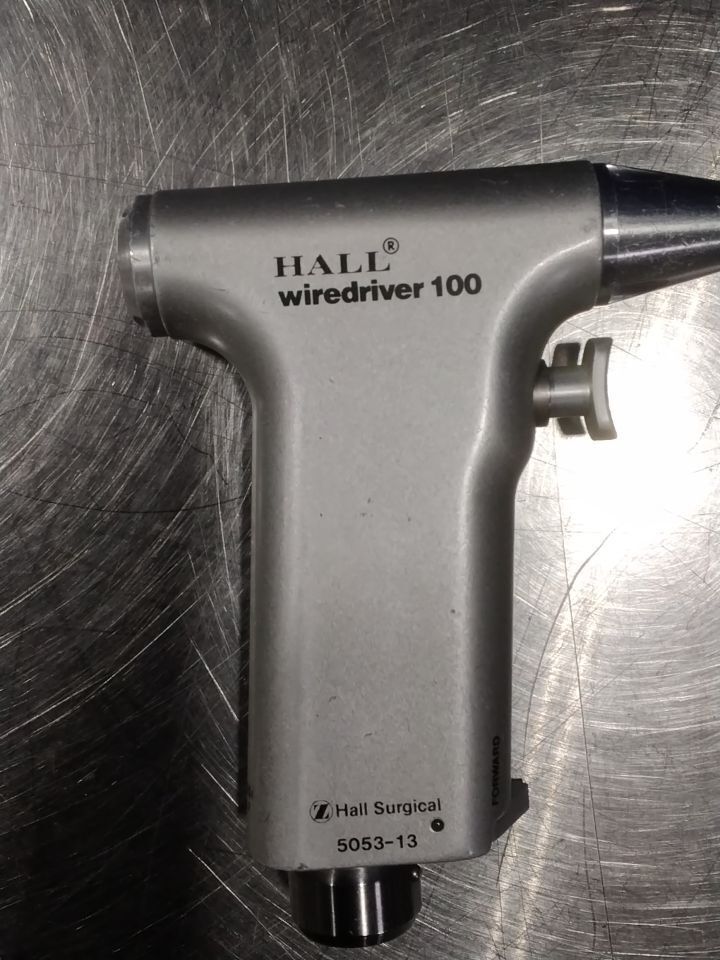 HALL®
wiredriver 100
FORWARD
Z Hall Surgical
5053-13